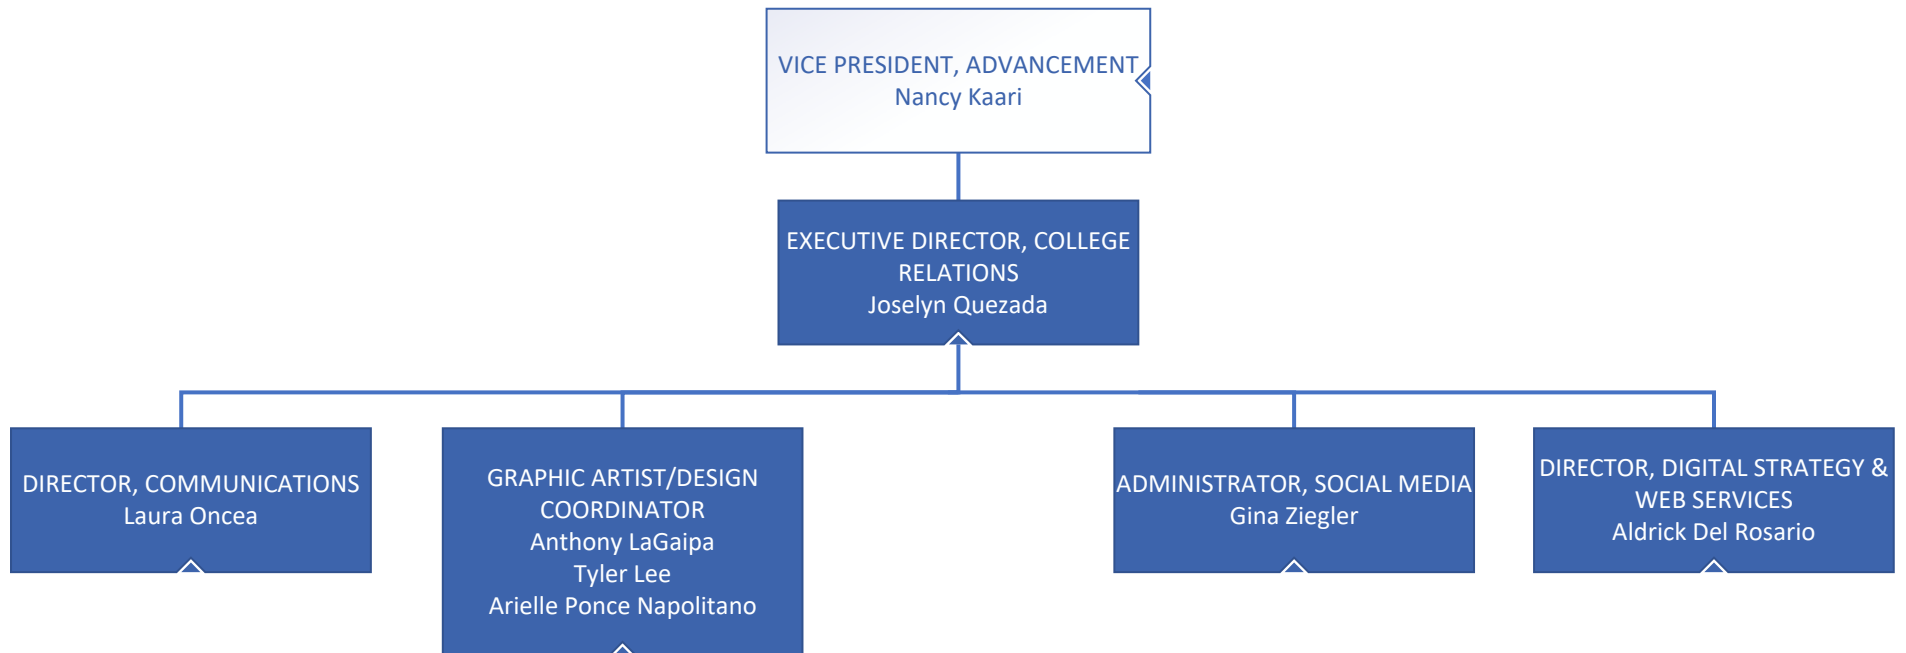 VICE PRESIDENT, ADVANCEMENT
Nancy Kaari
EXECUTIVE DIRECTOR, COLLEGE
RELATIONS
Joselyn Quezada
DIRECTOR, COMMUNICATIONS
Laura Oncea
GRAPHIC ARTIST/DESIGN
COORDINATOR
Anthony LaGaipa
Tyler Lee
Arielle Ponce Napolitano
ADMINISTRATOR, SOCIAL MEDIA
Gina Ziegler
DIRECTOR, DIGITAL STRATEGY &
WEB SERVICES
Aldrick Del Rosario